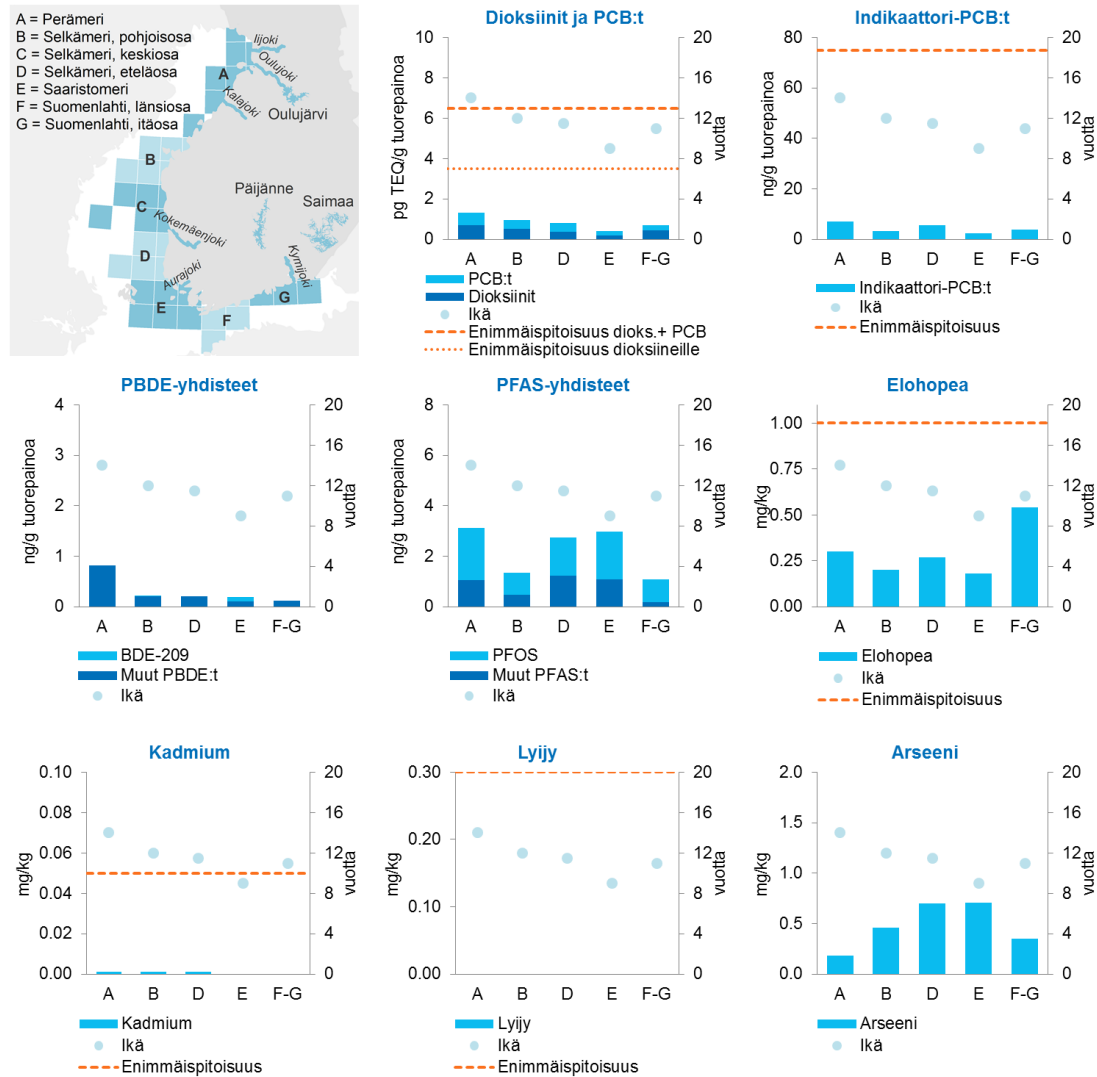 A = Perämeri
B = Selkämeri, pohjoisosa
C = Selkämeri, keskiosa
D = Selkämeri, eteläosa
E = Saaristomeri
F = Suomenlahti, länsiosa
G = Suomenlahti, itäosa
Iijoki
Oulujoki
A
Kalajoki
Oulujärvi
B
Päijänne
C
Saimaa
Kokemäenjoki
D
Kymijoki
Aurajoki
E
G
F
Dioksiinit ja PCB:t
pg TEQ/g tuorepainoa
10
8
6
4
2
0
20
16
12
8
4
0
vuotta
A B D E F-G
PCB:t
Dioksiinit
Ikä
Enimmäispitoisuus dioks.+ PCB
Enimmäispitoisuus dioksiineille
Indikaattori-PCB:t
ng/g tuorepainoa
80
60
40
20
0
20
16
12
8
4
0
vuotta
A B D E F-G
Indikaattori-PCB:t
Ikä
Enimmäispitoisuus
PBDE-yhdisteet
ng/g tuorepainoa
4
3
2
1
0
20
16
12
8
4
0
vuotta
A B D E F-G
BDE-209
Muut PBDE:t
Ikä
PFAS-yhdisteet
ng/g tuorepainoa
8
6
4
2
0
20
16
12
8
4
0
vuotta
A B D E F-G
PFOS
Muut PFAS:t
Ikä
Elohopea
mg/kg
1.00
0.75
0.50
0.25
0.00
20
16
12
8
4
0
vuotta
A B D E F-G
Elohopea
Ikä
Enimmäispitoisuus
Kadmium
mg/kg
0.10
0.08
0.06
0.04
0.02
0.00
20
16
12
8
4
0
vuotta
A B D E F-G
Kadmium
Ikä
Enimmäispitoisuus
Lyijy
mg/kg
0.30
0.20
0.10
0.00
20
16
12
8
4
0
vuotta
A B D E F-G
Lyijy
Ikä
Enimmäispitoisuus
Arseeni
mg/kg
2.0
1.5
1.0
0.5
0.0
20
16
12
8
4
0
vuotta
A B D E F-G
Arseeni
Ikä